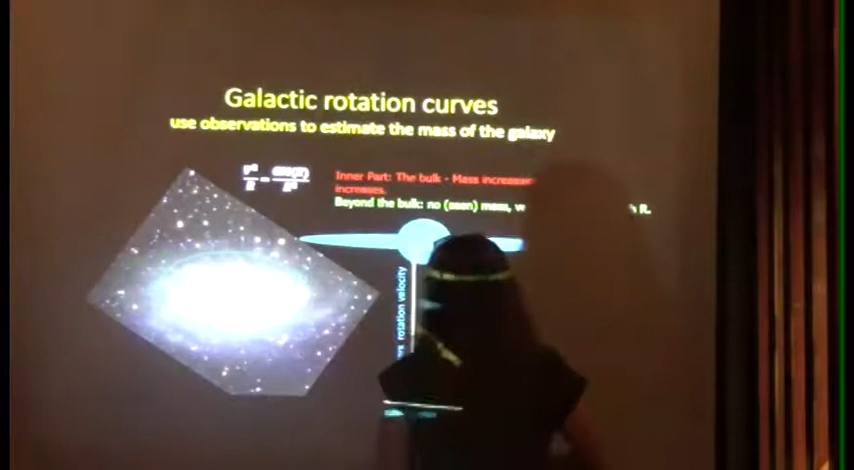 Galactic rotation curves
use observations to estimate the mass of the galaxy
Inner Part: The bulk - Mass increases
increases.
Beyond the bulk: no (seen) mass, R.
rotation velocity